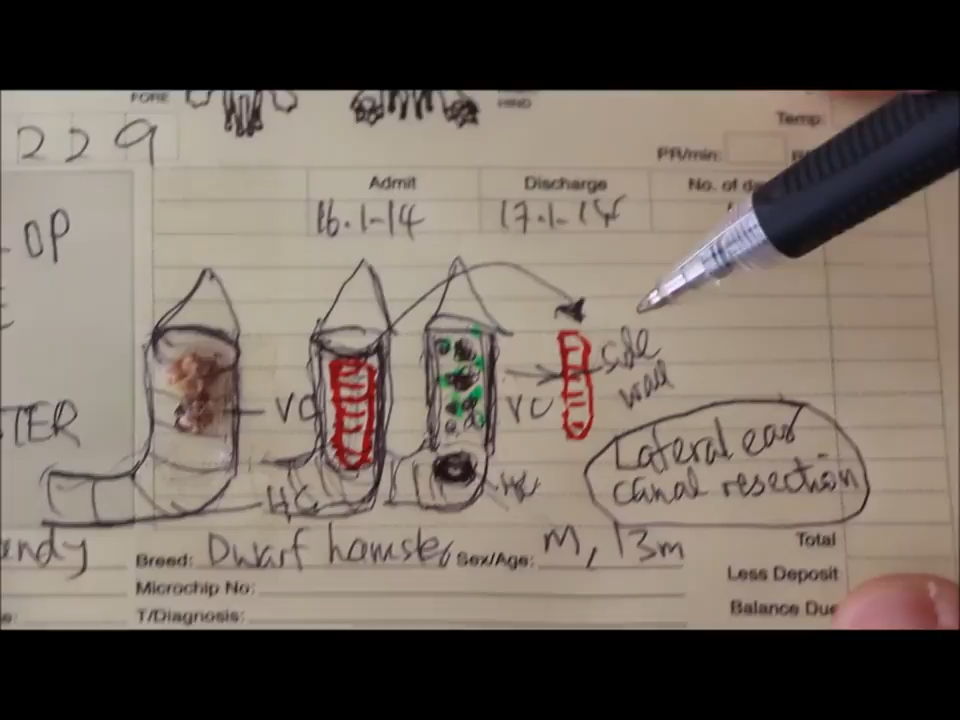 FORE
HIND
Temp:
229
PR/min:
Admit Discharge No. of da
16.1-14 17.1-14
OP
TER
VC
HC
VC
HC
side
wall
Lateral ear
canal resection
endy Breed: Dwarf hamster Sex/Age: M, 13m
Microchip No:
T/Diagnosis:
Total
Less Deposit
Balance Due